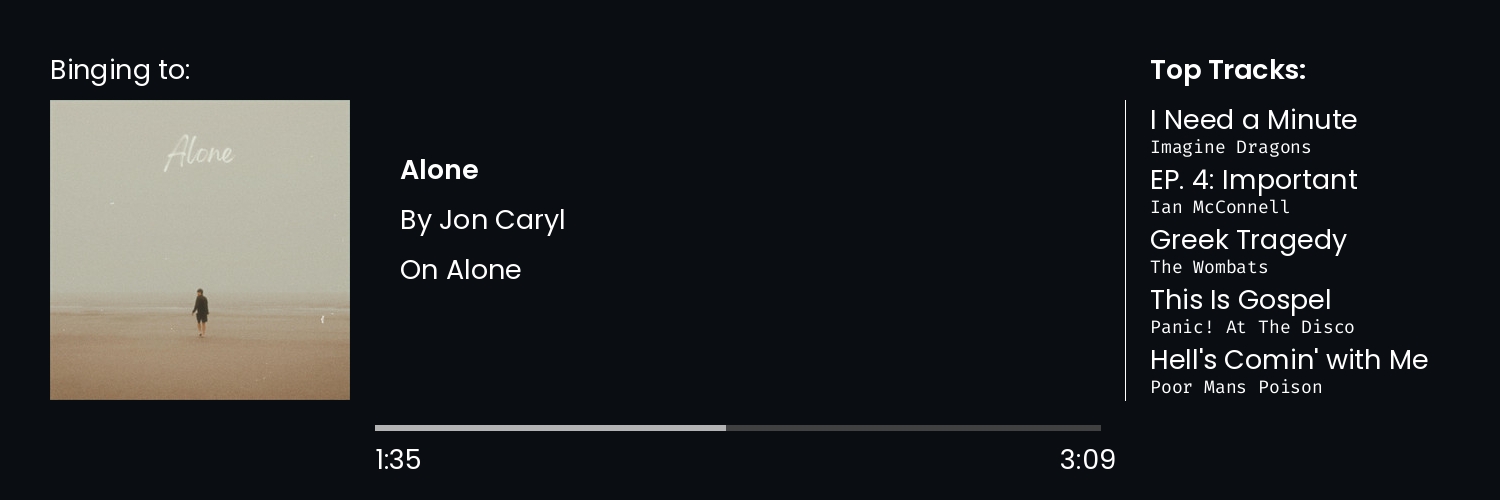 Binging to:
Alone
Alone
By Jon Caryl
On Alone
1:35
3:09
Top Tracks:
I Need a Minute
Imagine Dragons
EP. 4: Important
Ian McConnell
Greek Tragedy
The Wombats
This Is Gospel
Panic! At The Disco
Hell's Comin' with Me
Poor Mans Poison